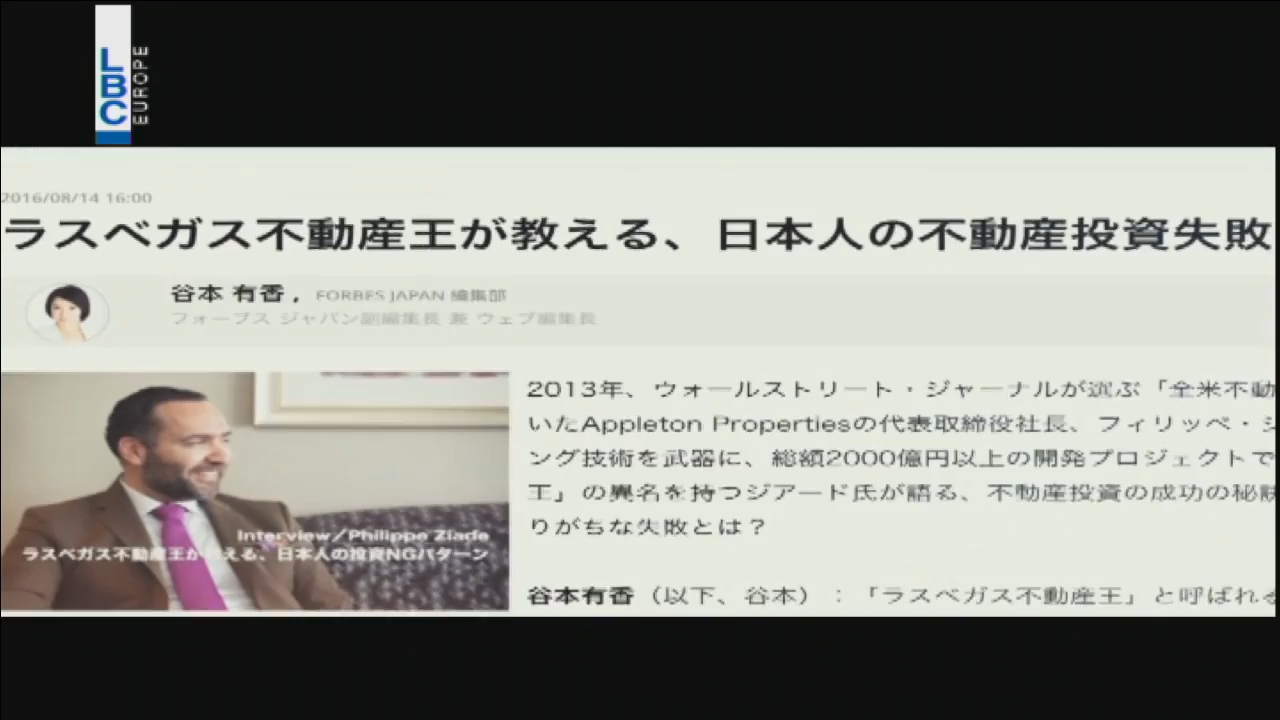 LBC
EUROPE
2016/08/14 16:00
ラスベガス不動産王が教える、日本人の不動産投資失敗
谷本 有香 , FORBES JAPAN 編集部
フォーブス ジャパン副編集長 兼 ウェブ編集長
2013年、ウォールストリート・ジャーナルが選ぶ「全米不動
いたAppleton Propertiesの代表取締役社長、フィリッペ・ジ
ング技術を武器に、総額2000億円以上の開発プロジェクトで
王」の異名を持つジアード氏が語る、不動産投資の成功の秘訣
りがちな失敗とは？
Interview／Philippe Ziade
ラスベガス不動産王が教える、日本人の投資NGパターン
谷本有香（以下、谷本）：「ラスベガス不動産王」と呼ばれる